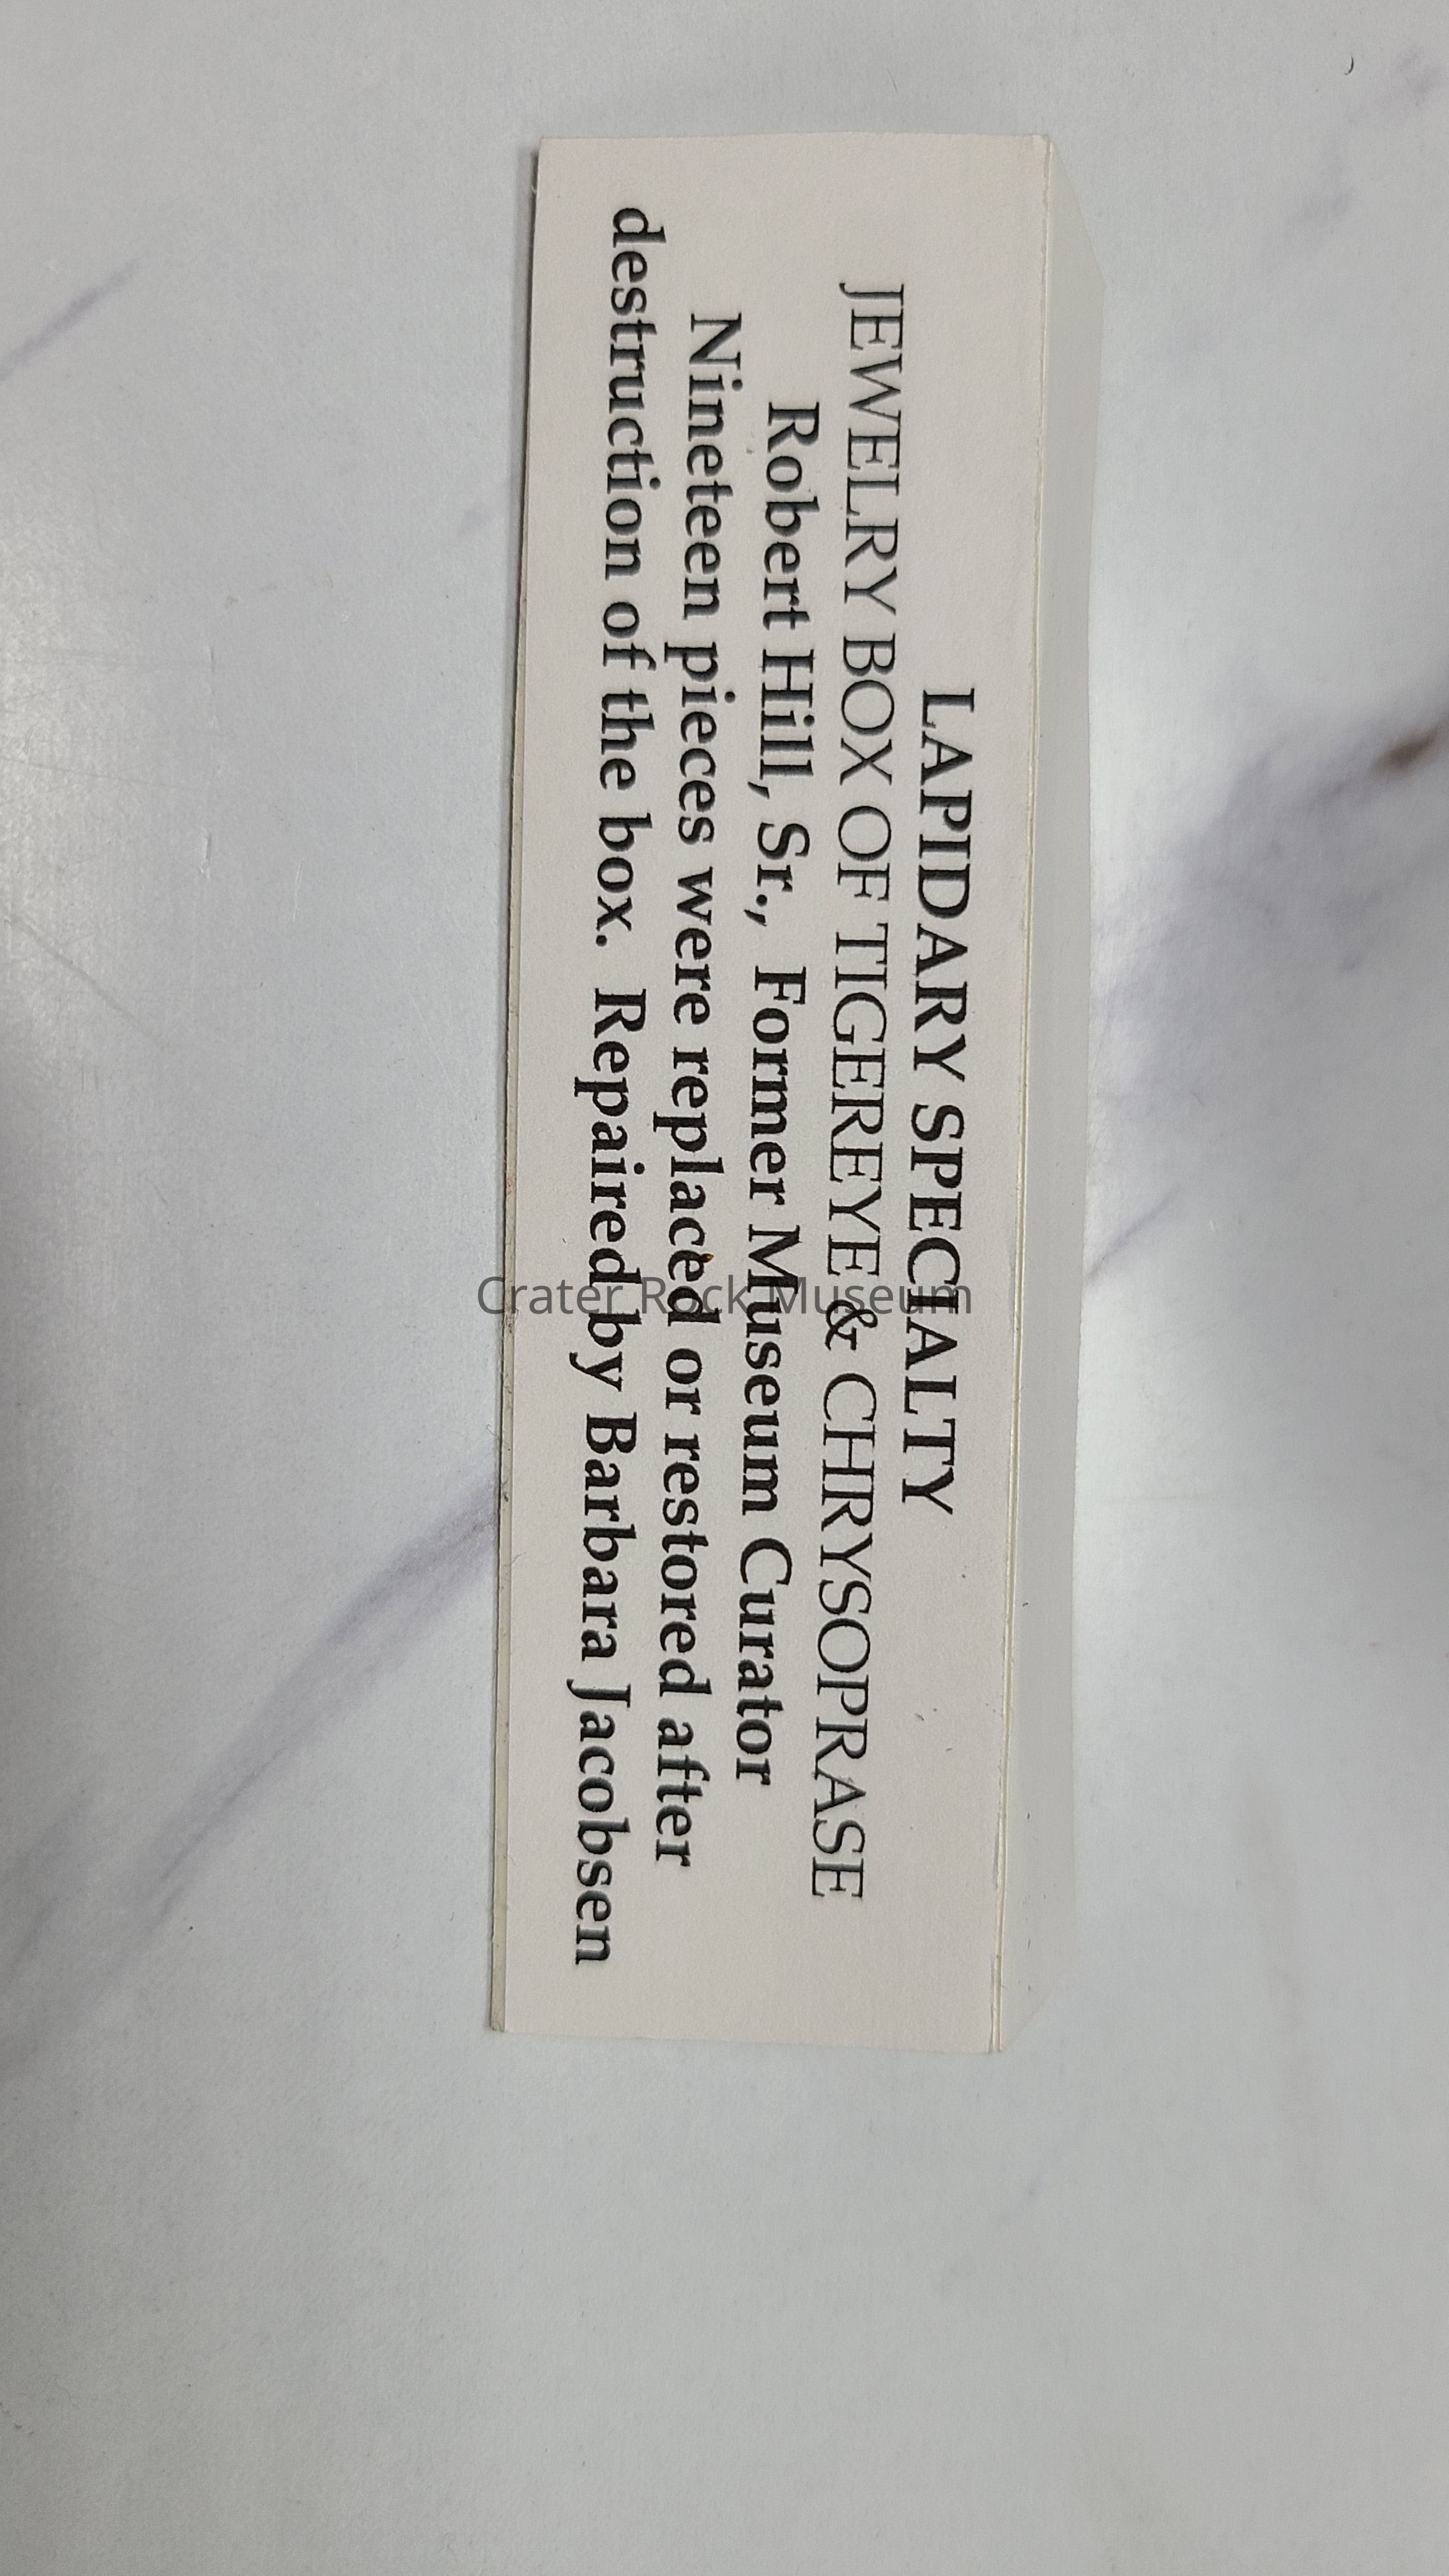 LAPIDARY SPECIALTY
JEWELRY BOX OF TIGEREYE & CHRYSOPRASE
Robert Hill, Sr., Former Museum Curator
Nineteen pieces were replaced or restored after
destruction of the box. Repaired by Barbara Jacobsen
Crater Rock Museum